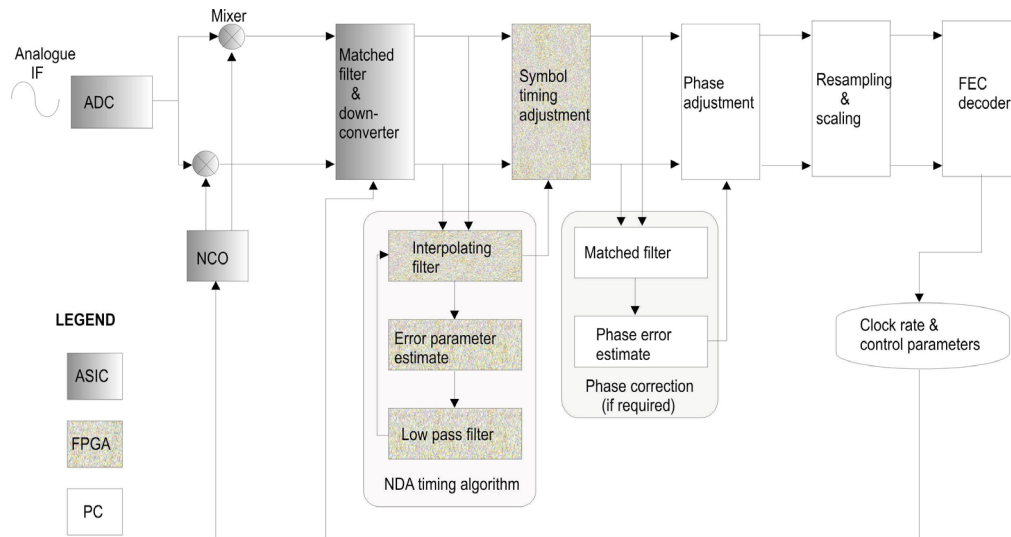 Mixer
Analogue
IF
ADC
NCO
Matched
filter
&
down-
converter
Symbol
timing
adjustment
Phase
adjustment
Resampling
&
scaling
FEC
decoder
Interpolating
filter
Error parameter
estimate
Low pass filter
NDA timing algorithm
Matched filter
Phase error
estimate
Phase correction
(if required)
Clock rate &
control parameters
LEGEND
ASIC
FPGA
PC